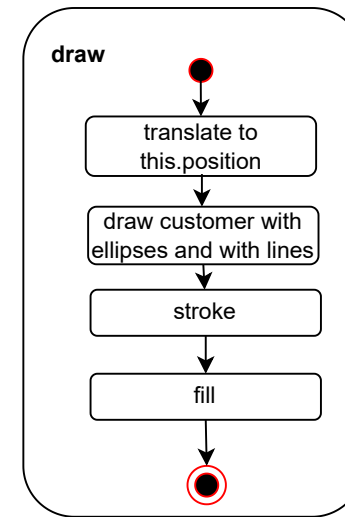 draw
translate to
this.position
draw customer with
ellipses and with lines
stroke
fill